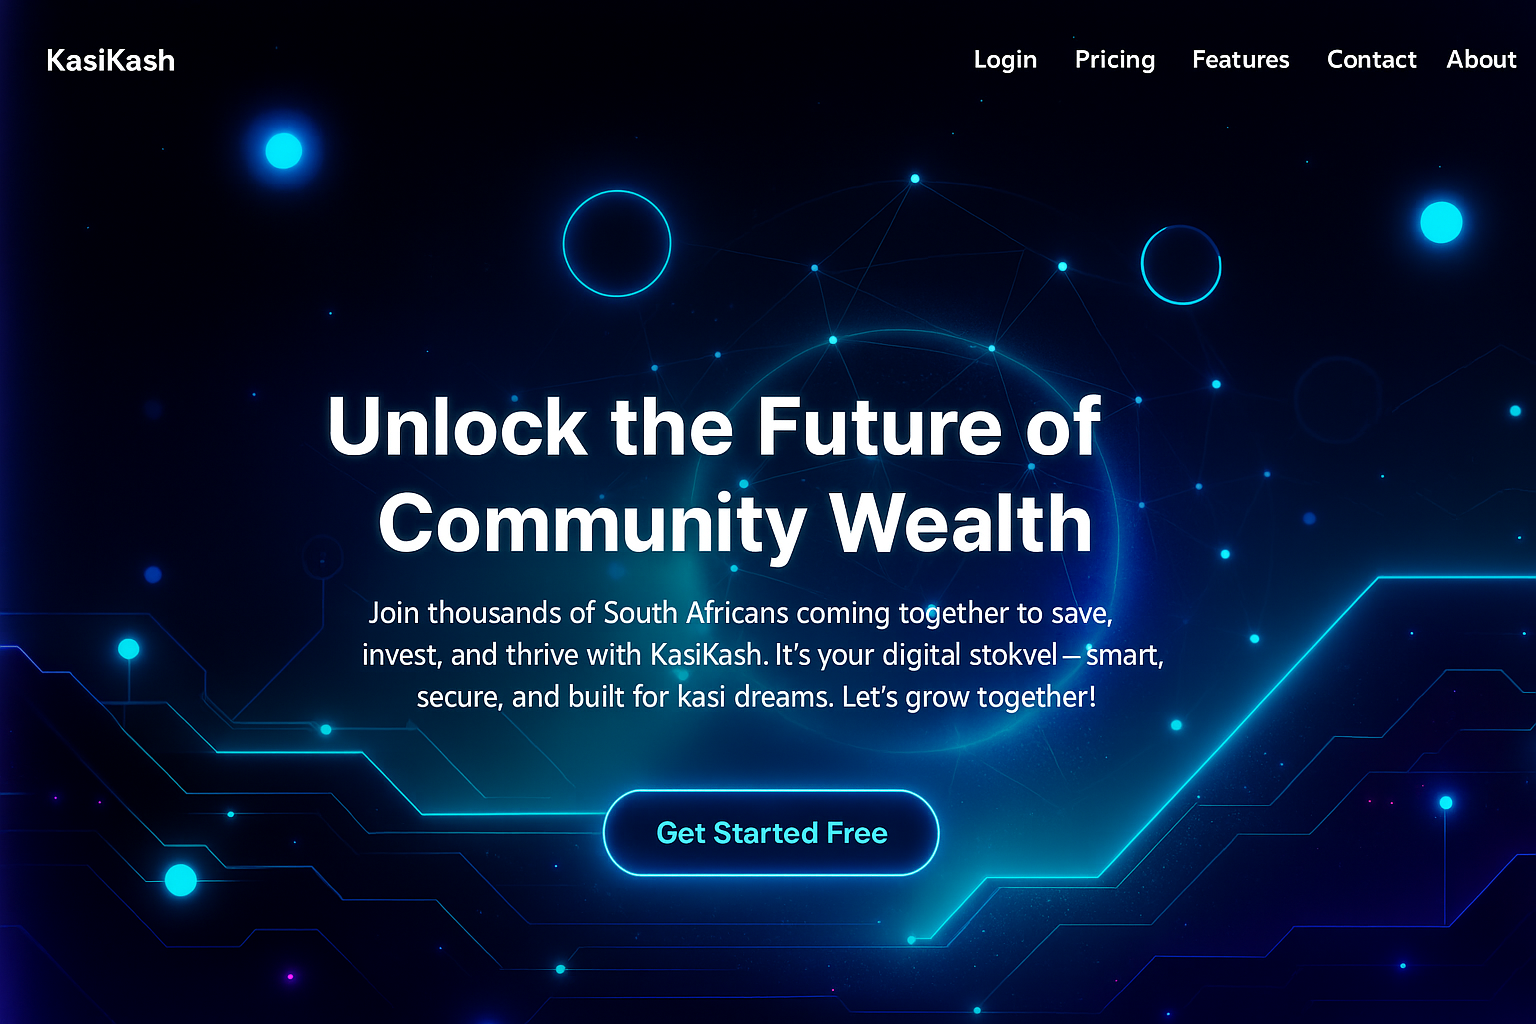 KasiKash
Login Pricing Features Contact About
Unlock the Future of
Community Wealth
Join thousands of South Africans coming together to save,
invest, and thrive with KasiKash. It’s your digital stokvel – smart,
secure, and built for kasi dreams. Let’s grow together!
Get Started Free